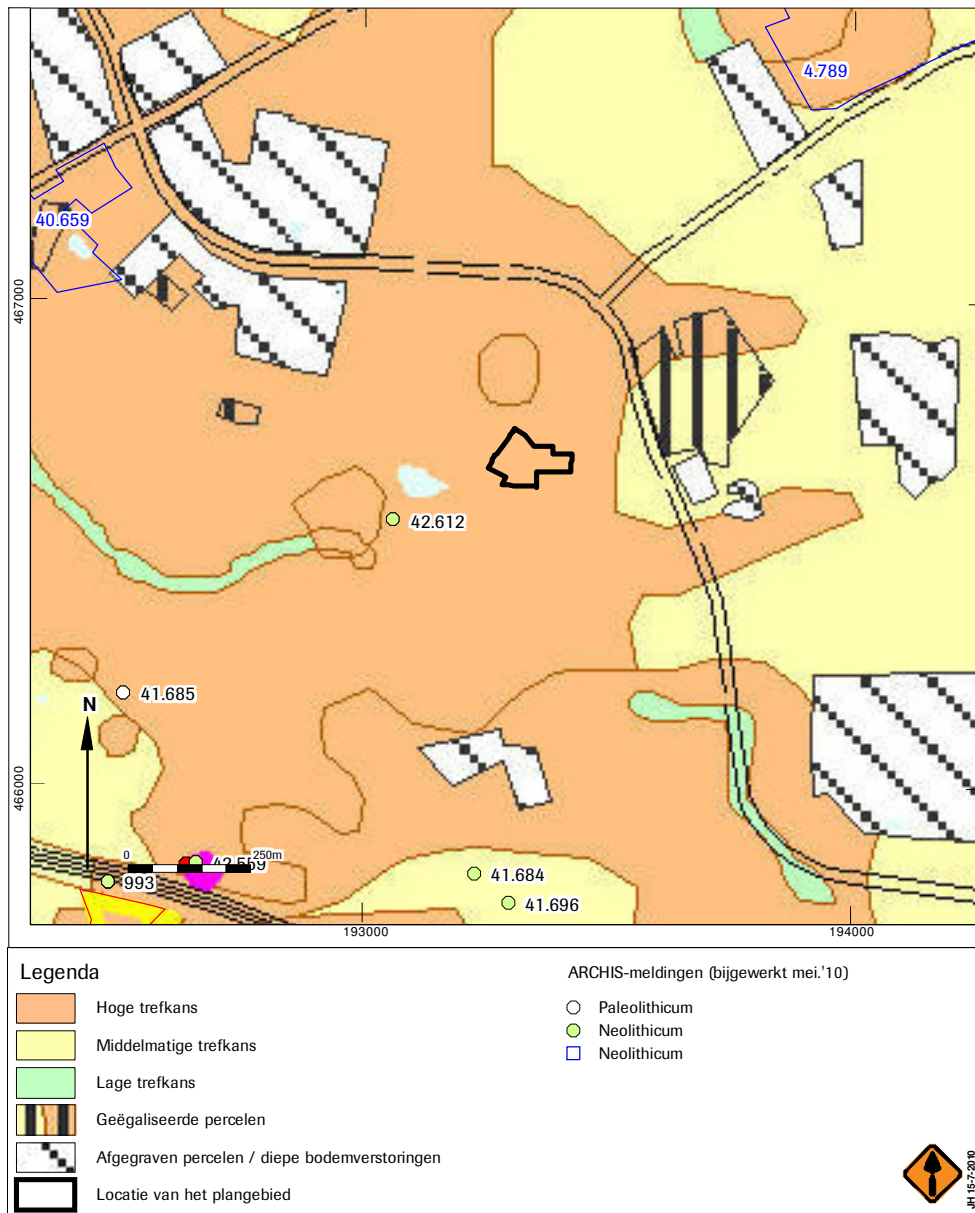 4.789
40.659
467000
42.612
41.685
N
466000
0
250m
42.559
993
41.684
41.696
193000
194000
Legenda
Hoge trefkans
Middelmatige trefkans
Lage trefkans
Geëgaliseerde percelen
Afgegraven percelen / diepe bodemverstoringen
Locatie van het plangebied
ARCHIS-meldingen (bijgewerkt mei.'10)
Paleolithicum
Neolithicum
Neolithicum
JH 15-7-2010